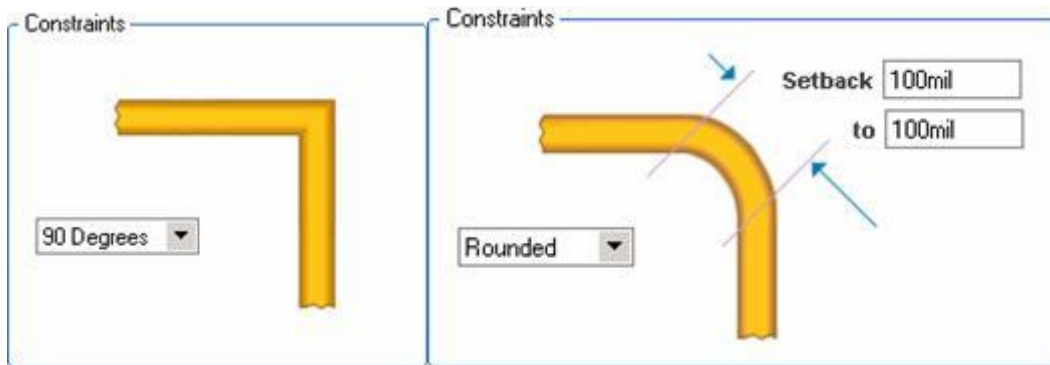 Constraints
90 Degrees
Constraints
Setback 100mil
to 100mil
Rounded